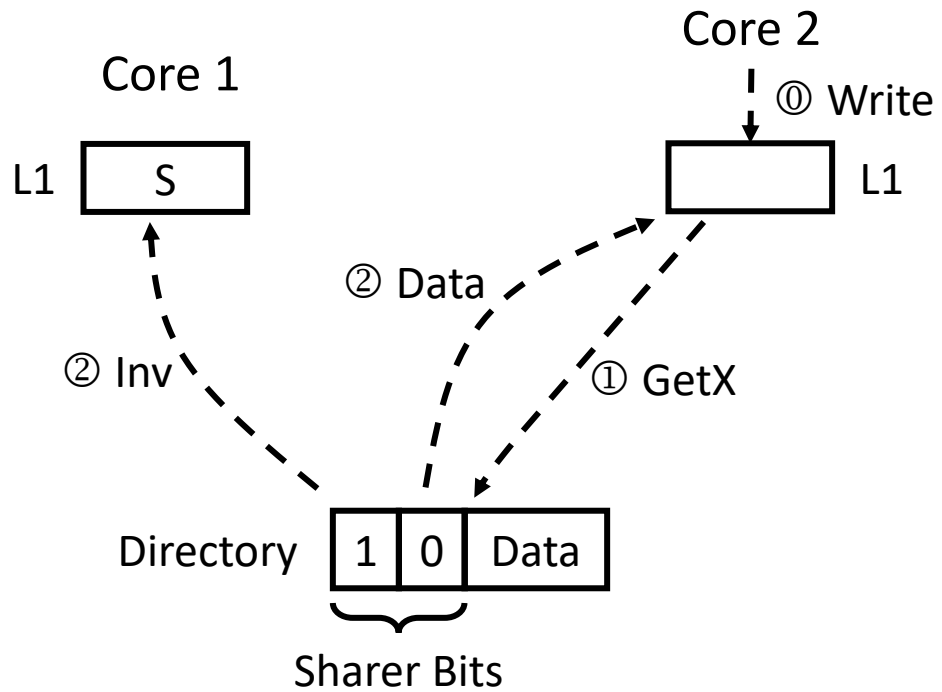 Core 2
Core 1
⓪ Write
L1
S
L1
② Data
② Inv
① GetX
Directory
1
0
Data
Sharer Bits